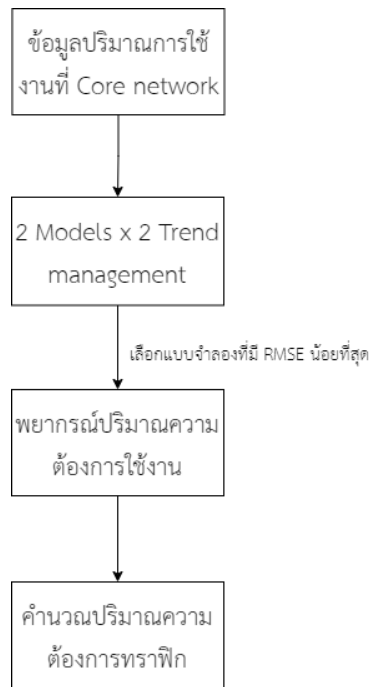 ข้อมูลปริมาณการใช้
งานที่ Core network
2 Models x 2 Trend
management
เลือกแบบจำลองที่มี RMSE น้อยที่สุด
พยากรณ์ปริมาณความ
ต้องการใช้งาน
คำนวณปริมาณความ
ต้องการทราฟิก